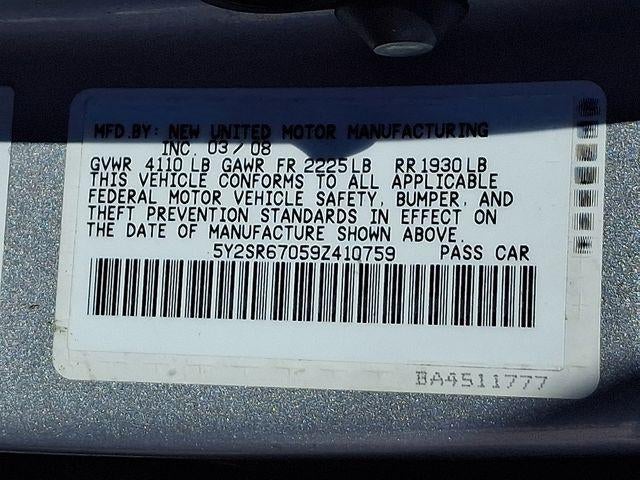 MFD.BY: NEW UNITED MOTOR MANUFACTURING
INC. 03/08
GVWR 4110 LB GAWR FR 2225 LB RR 1930 LB
THIS VEHICLE CONFORMS TO ALL APPLICABLE
FEDERAL MOTOR VEHICLE SAFETY, BUMPER, AND
THEFT PREVENTION STANDARDS IN EFFECT ON
THE DATE OF MANUFACTURE SHOWN ABOVE.
5Y2SR67059Z410759 PASS CAR
BA4511777